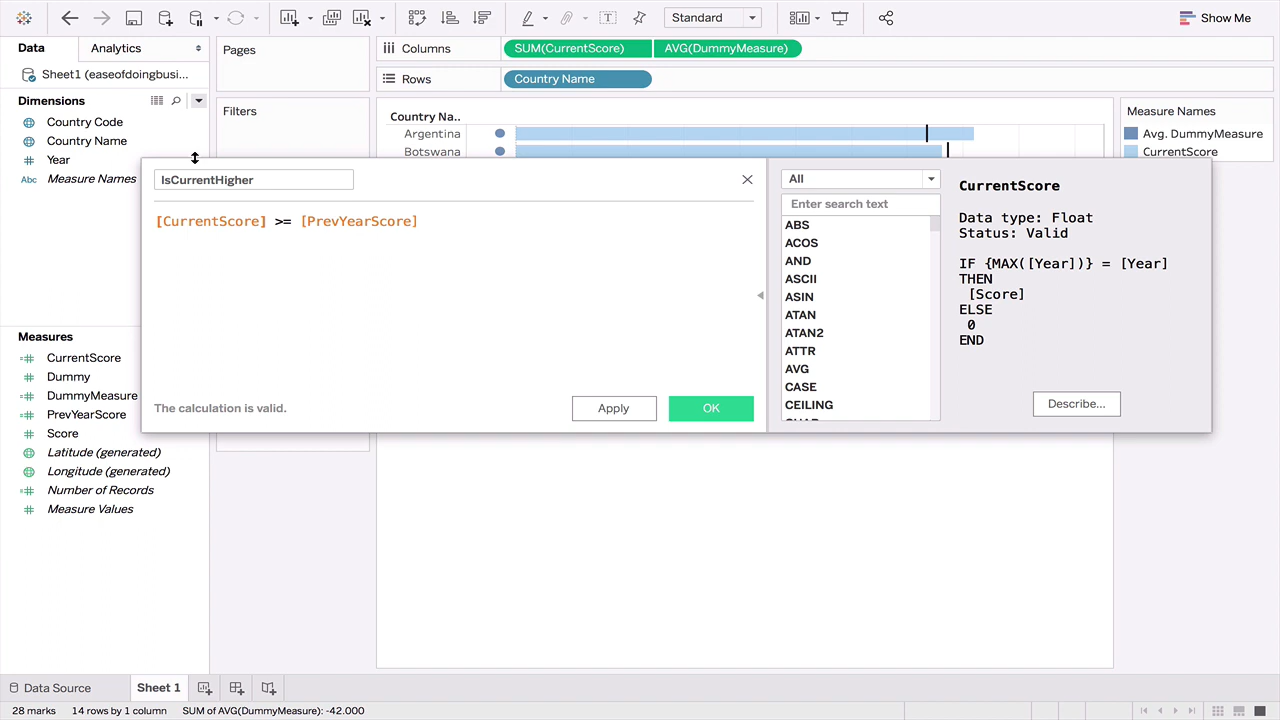 Standard
Show Me
Data
Analytics
Pages
Columns
SUM(CurrentScore)
AVG(DummyMeasure)
Sheet1 (easeofdoingbusi...
Rows
Country Name
Dimensions
Filters
Country Na..
Measure Names
Country Code
Argentina
Avg. DummyMeasure
Country Name
Botswana
CurrentScore
Year
Abc
Measure Names
IsCurrentHigher
All
CurrentScore
Enter search text
[CurrentScore] >= [PrevYearScore]
Data type: Float
Status: Valid
ABS
ACOS
AND
ASCII
ASIN
ATAN
ATAN2
ATTR
AVG
CASE
CEILING
IF {MAX([Year])} = [Year]
THEN
[Score]
ELSE
0
END
Measures
CurrentScore
Dummy
DummyMeasure
PrevYearScore
Score
Latitude (generated)
Longitude (generated)
Number of Records
Measure Values
The calculation is valid.
Apply
OK
Describe...
Data Source
Sheet 1
28 marks
14 rows by 1 column
SUM of AVG(DummyMeasure): -42.000